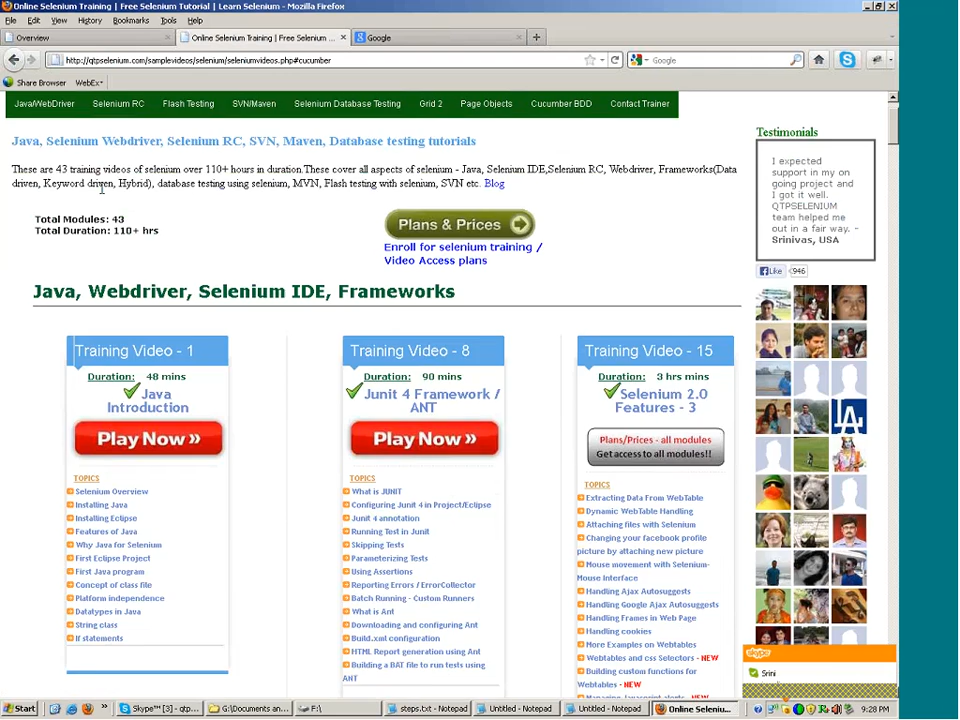 Online Selenium Training | Free Selenium Tutorial | Learn Selenium - Mozilla Firefox
File Edit View History Bookmarks Tools Help
Overview
Online Selenium Training | Free Selenium ...
Google
http://qtpselenium.com/samplevideos/selenium/seleniumvideos.php#cucumber
Google
Share Browser WebEx
Java/WebDriver Selenium RC Flash Testing SVN/Maven Selenium Database Testing Grid 2 Page Objects Cucumber BDD Contact Trainer
Java, Selenium Webdriver, Selenium RC, SVN, Maven, Database testing tutorials
These are 43 training videos of selenium over 110+ hours in duration.These cover all aspects of selenium - Java, Selenium IDE,Selenium RC, Webdriver, Frameworks(Data
driven, Keyword driven, Hybrid), database testing using selenium, MVN, Flash testing with selenium, SVN etc. Blog
Total Modules: 43
Total Duration: 110+ hrs
Plans & Prices
Enroll for selenium training /
Video Access plans
Testimonials
I expected
support in my on
going project and
I got it well.
QTPSELENIUM
team helped me
out in a fair way. -
Srinivas, USA
Like 946
Java, Webdriver, Selenium IDE, Frameworks
Training Video - 1
Duration: 48 mins
Java
Introduction
Play Now »
TOPICS
Selenium Overview
Installing Java
Installing Eclipse
Features of Java
Why Java for Selenium
First Eclipse Project
First Java program
Concept of class file
Platform independence
Datatypes in Java
String class
If statements
Training Video - 8
Duration: 90 mins
Junit 4 Framework /
ANT
Play Now »
TOPICS
What is JUNIT
Configuring Junit 4 in Project/Eclipse
Junit 4 annotation
Running Test in Junit
Skipping Tests
Parameterizing Tests
Using Assertions
Reporting Errors / ErrorCollector
Batch Running - Custom Runners
What is Ant
Downloading and configuring Ant
Build.xml configuration
HTML Report generation using Ant
Building a BAT file to run tests using
ANT
Training Video - 15
Duration: 3 hrs mins
Selenium 2.0
Features - 3
Plans/Prices - all modules
Get access to all modules!!
TOPICS
Extracting Data From WebTable
Dynamic WebTable Handling
Attaching files with Selenium
Changing your facebook profile
picture by attaching new picture
Mouse movement with Selenium-
Mouse Interface
Handling Ajax Autosuggests
Handling Google Ajax Autosuggests
Handling Frames in Web Page
Handling cookies
More Examples on Webtables
Webtables and css Selectors - NEW
Building custom functions for
Webtables - NEW
LA
skype
Srini
Start
Skype™ [3] - qtp...
G:\Documents an...
F:\
steps.txt - Notepad
Untitled - Notepad
Untitled - Notepad
Online Seleniu...
9:28 PM